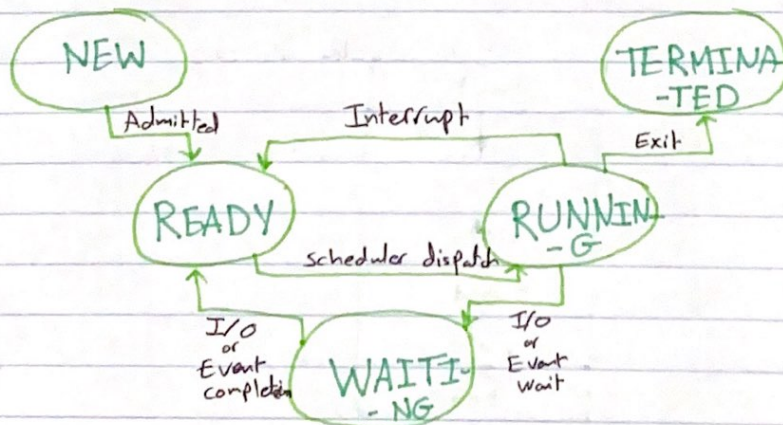 NEW
TERMINA
-TED
Admitted
Interrupt
Exit
READY
RUNNIN
-G
scheduler dispatch
I/O
or
Event
completion
WAITI-
- NG
I/O
or
Event
wait